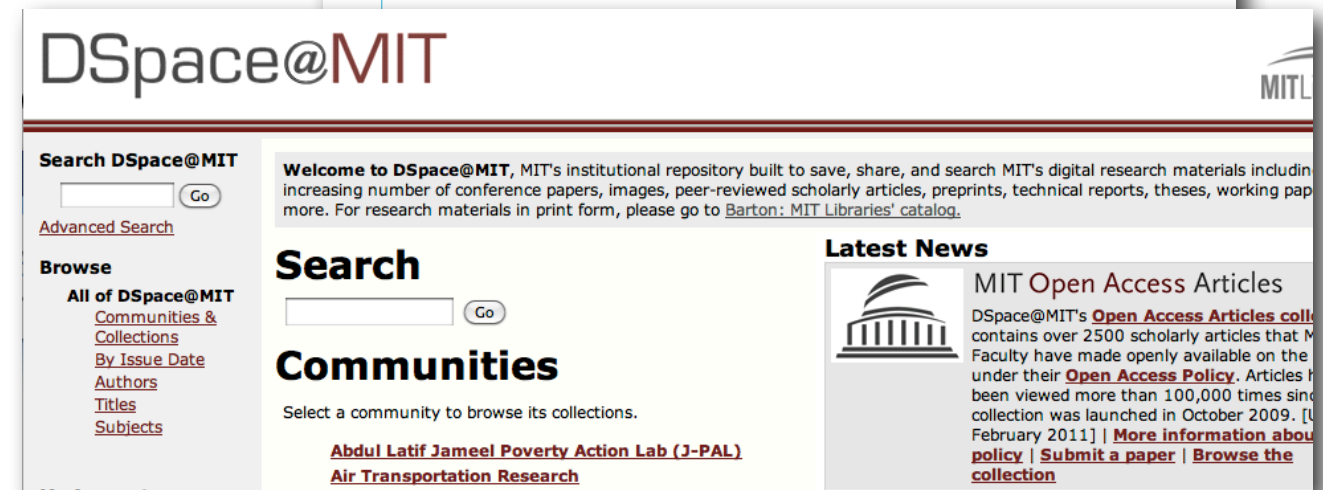 DSpace@MIT
MITL
Search DSpace@MIT
Go
Advanced Search
Browse
All of DSpace@MIT
Communities &
Collections
By Issue Date
Authors
Titles
Subjects
Welcome to DSpace@MIT, MIT's institutional repository built to save, share, and search MIT's digital research materials includin
increasing number of conference papers, images, peer-reviewed scholarly articles, preprints, technical reports, theses, working pap
more. For research materials in print form, please go to Barton: MIT Libraries' catalog.
Search
Go
Communities
Select a community to browse its collections.
Abdul Latif Jameel Poverty Action Lab (J-PAL)
Air Transportation Research
Latest News
MIT Open Access Articles
DSpace@MIT's Open Access Articles coll
contains over 2500 scholarly articles that M
Faculty have made openly available on the
under their Open Access Policy. Articles h
been viewed more than 100,000 times sinc
collection was launched in October 2009. [U
February 2011] | More information abou
policy | Submit a paper | Browse the
collection